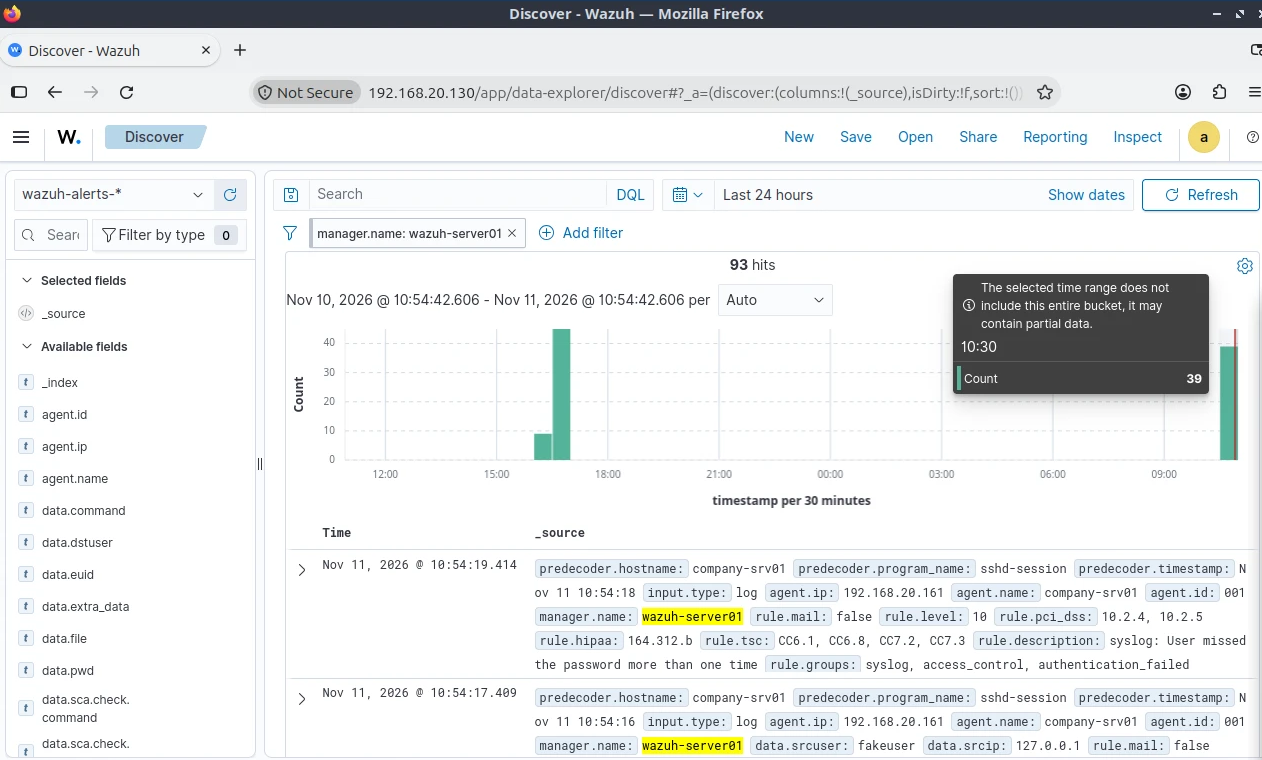 Discover - Wazuh — Mozilla Firefox
Discover - Wazuh
Not Secure 192.168.20.130/app/data-explorer/discover#?_a=(discover:(columns:!(_source),isDirty:!f,sort:!())
W. Discover New Save Open Share Reporting Inspect a
wazuh-alerts-* Search DQL Last 24 hours Show dates Refresh
Sear Filter by type 0 manager.name: wazuh-server01 Add filter
93 hits
Nov 10, 2026 @ 10:54:42.606 - Nov 11, 2026 @ 10:54:42.606 per Auto
The selected time range does not
include this entire bucket, it may
contain partial data.
10:30
Count 39
Selected fields
_source
Available fields
t _index
t agent.id
t agent.ip
t agent.name
t data.command
t data.dstuser
t data.euid
t data.extra_data
t data.file
t data.pwd
t data.sca.check.
command
t data.sca.check.
Count
40
30
20
10
0
12:00 15:00 18:00 21:00 00:00 03:00 06:00 09:00
timestamp per 30 minutes
Time _source
Nov 11, 2026 @ 10:54:19.414 predecoder.hostname: company-srv01 predecoder.program_name: sshd-session predecoder.timestamp: N
ov 11 10:54:18 input.type: log agent.ip: 192.168.20.161 agent.name: company-srv01 agent.id: 001
manager.name: wazuh-server01 rule.mail: false rule.level: 10 rule.pci_dss: 10.2.4, 10.2.5
rule.hipaa: 164.312.b rule.tsc: CC6.1, CC6.8, CC7.2, CC7.3 rule.description: syslog: User missed
the password more than one time rule.groups: syslog, access_control, authentication_failed
Nov 11, 2026 @ 10:54:17.409 predecoder.hostname: company-srv01 predecoder.program_name: sshd-session predecoder.timestamp: N
ov 11 10:54:16 input.type: log agent.ip: 192.168.20.161 agent.name: company-srv01 agent.id: 001
manager.name: wazuh-server01 data.srcuser: fakeuser data.srcip: 127.0.0.1 rule.mail: false